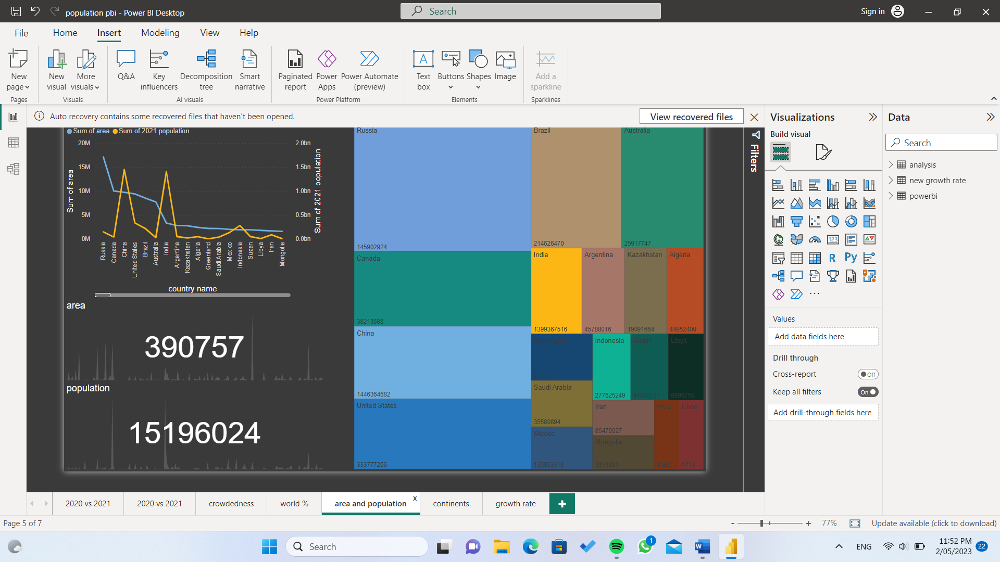 population pbi - Power BI Desktop
Search
Sign in
File Home Insert Modeling View Help
New page
New visual
More visuals
Q&A
Key influencers
Decomposition tree
Smart narrative
Paginated report
Power Apps
Power Automate (preview)
Text box
Buttons
Shapes
Image
Add a sparkline
Pages
Visuals
AI visuals
Power Platform
Elements
Sparklines
Auto recovery contains some recovered files that haven't been opened.
View recovered files
Sum of area Sum of 2021 population
20M
15M
10M
5M
0M
Sum of area
2.0bn
1.5bn
1.0bn
0.5bn
0.0bn
Sum of 2021 population
Russia
Canada
China
United States
Brazil
Australia
India
Argentina
Kazakhstan
Algeria
Greenland
Saudi Arabia
Mexico
Indonesia
Sudan
Libya
Iran
Mongolia
country name
area
390757
population
15196024
Russia
145902924
Canada
38213688
China
1446364682
United States
333777266
Brazil
214626470
Australia
25917747
India
1399367516
Argentina
45788016
Kazakhstan
19091664
Algeria
44952400
Greenland
Saudi Arabia
35580894
Mexico
130853318
Indonesia
277625249
Sudan
45379537
Libya
6995750
Iran
85479927
Mongolia
3351880
Peru
3353...
Chad
1713...
Filters
Visualizations
Build visual
123
R
Py
...
Values
Add data fields here
Drill through
Cross-report
Off
Keep all filters
On
Add drill-through fields here
Data
Search
analysis
new growth rate
powerbi
2020 vs 2021
2020 vs 2021
crowdedness
world %
area and population
x
continents
growth rate
+
Page 5 of 7
- + 77%
Update available (click to download)
Search
1
W
ENG
11:52 PM
2/05/2023
22